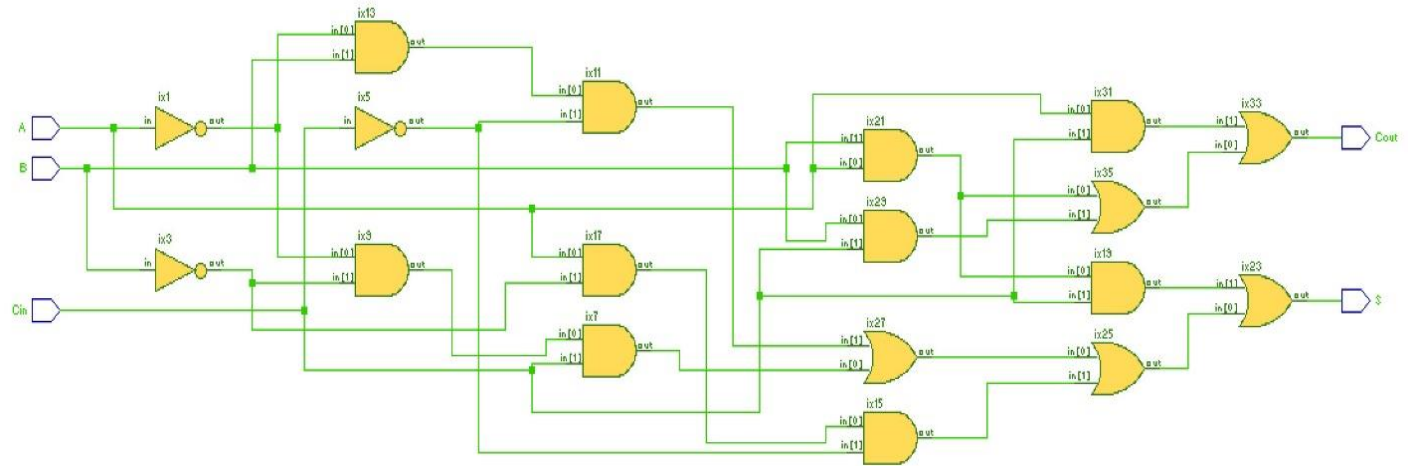 ix13
in[0]
out
in[1]
ix1
ix5
ix11
in[0]
out
in[1]
ix31
ix33
A
in
out
in
out
ix21
in[0]
out
in[1]
in[1]
out
in[0]
Cout
B
in[1]
out
in[0]
ix35
in[0]
out
in[1]
ix29
in[0]
out
in[1]
ix3
ix9
ix17
ix19
ix23
in
out
in[0]
out
in[1]
in[0]
out
in[1]
in[0]
out
in[1]
in[1]
out
in[0]
S
Cin
ix7
in[0]
out
in[1]
ix27
in[1]
out
in[0]
ix25
in[0]
out
in[1]
ix15
in[0]
out
in[1]